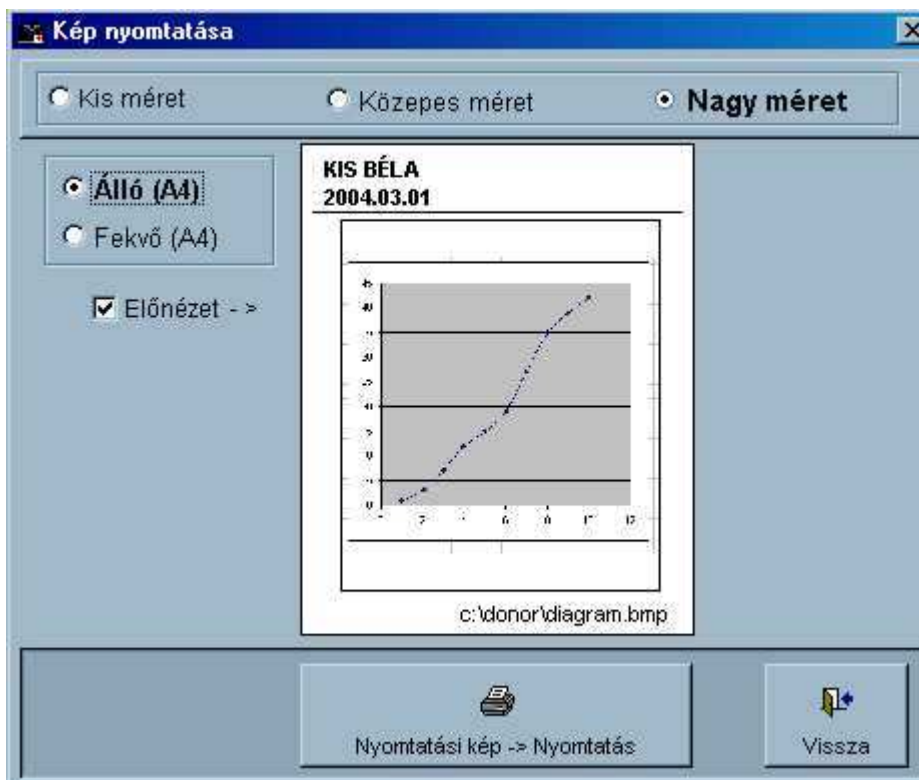 Kép nyomtatása
Kis méret Közepes méret Nagy méret
Álló (A4)
Fekvő (A4)
Előnézet - >
KIS BÉLA
2004.03.01
c:\donor\diagram.bmp
Nyomtatási kép -> Nyomtatás
Vissza